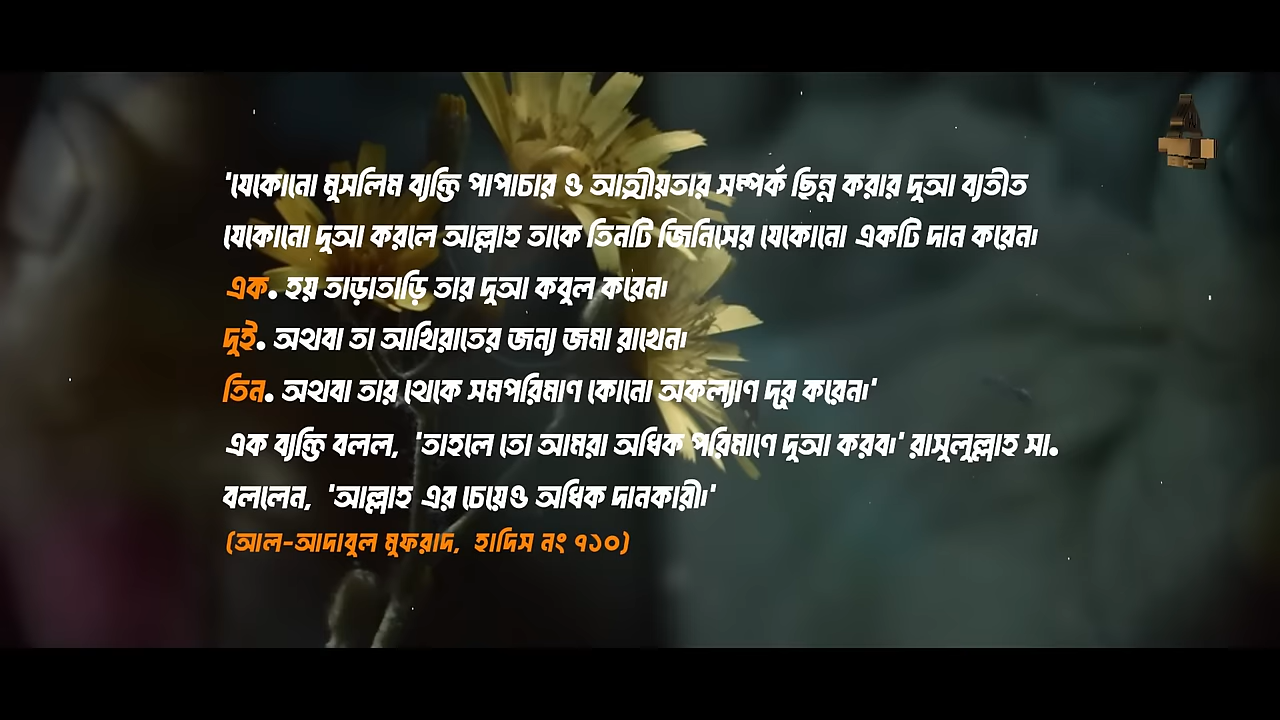 'যেকোনো মুসলিম ব্যক্তি পাপাচার ও আত্মীয়তার সম্পর্ক ছিন্ন করার দুআ ব্যতীত
যেকোনো দুআ করলে আল্লাহ তাকে তিনটি জিনিসের যেকোনো একটি দান করেন।
এক. হয় তাড়াতাড়ি তার দুআ কবুল করেন।
দুই. অথবা তা আখিরাতের জন্য জমা রাখেন।
তিন. অথবা তার থেকে সমপরিমাণ কোনো অকল্যাণ দূর করেন।'
এক ব্যক্তি বলল, 'তাহলে তো আমরা অধিক পরিমাণে দুআ করব।' রাসুলুল্লাহ সা.
বললেন, 'আল্লাহ এর চেয়েও অধিক দানকারী।'
(আল-আদাবুল মুফরাদ, হাদিস নং ৭১০)